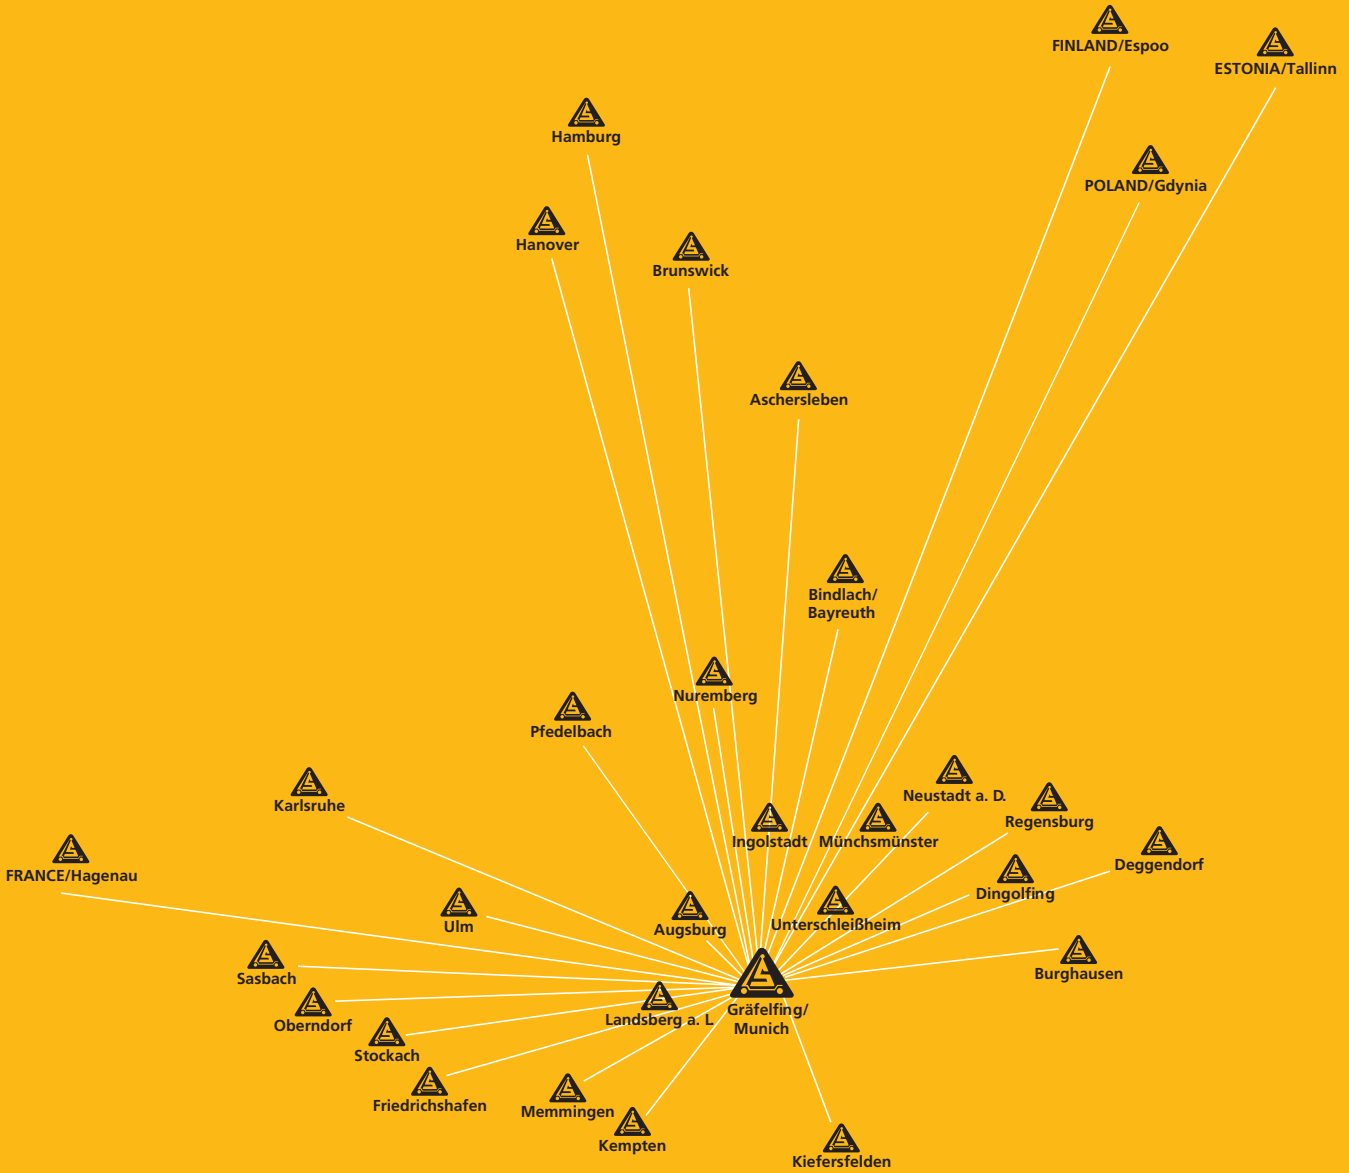 FINLAND/Espoo
ESTONIA/Tallinn
Hamburg
POLAND/Gdynia
Hanover
Brunswick
Aschersleben
Bindlach/
Bayreuth
Nuremberg
Pfedelbach
Karlsruhe
Neustadt a. D.
Regensburg
Ingolstadt
Münchsmünster
Deggendorf
FRANCE/Hagenau
Dingolfing
Ulm
Augsburg
Unterschleißheim
Sasbach
Burghausen
Gräfelfing/
Munich
Landsberg a. L
Oberndorf
Stockach
Friedrichshafen
Memmingen
Kempten
Kiefersfelden